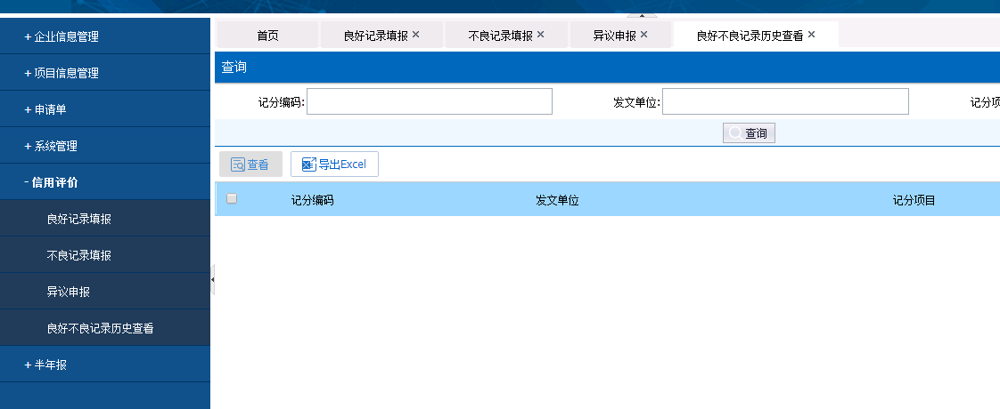 + 企业信息管理
+ 项目信息管理
+ 申请单
+ 系统管理
- 信用评价
良好记录填报
不良记录填报
异议申报
良好不良记录历史查看
+ 半年报
首页 良好记录填报 × 不良记录填报 × 异议申报 × 良好不良记录历史查看 ×
查询
记分编码: 发文单位: 记分项
查询
查看 导出Excel
记分编码 发文单位 记分项目